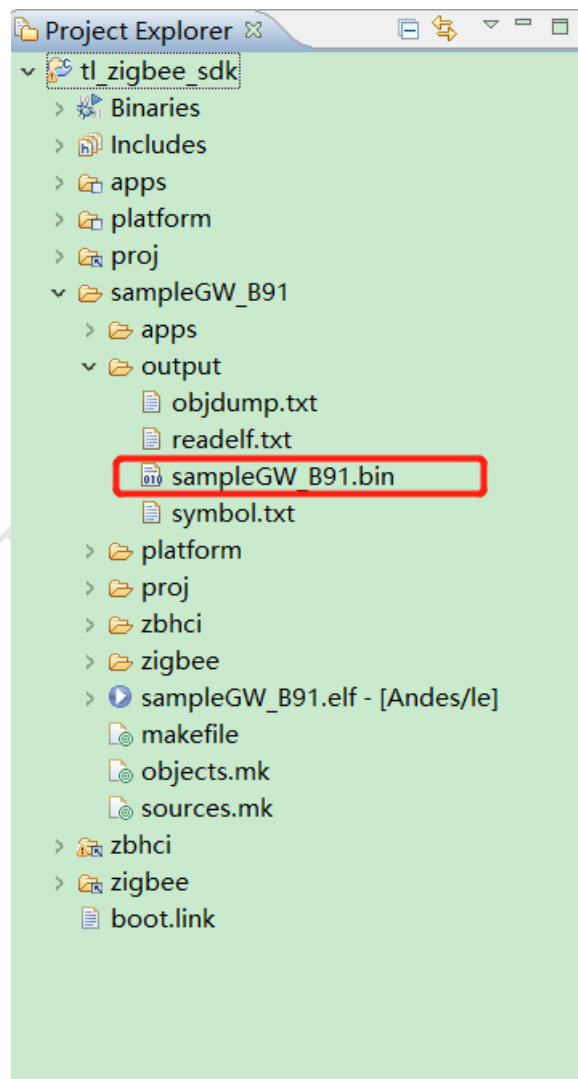 Project Explorer
tl_zigbee_sdk
Binaries
Includes
apps
platform
proj
sampleGW_B91
apps
output
objdump.txt
readelf.txt
sampleGW_B91.bin
symbol.txt
platform
proj
zbhci
zigbee
sampleGW_B91.elf - [Andes/le]
makefile
objects.mk
sources.mk
zbhci
zigbee
boot.link